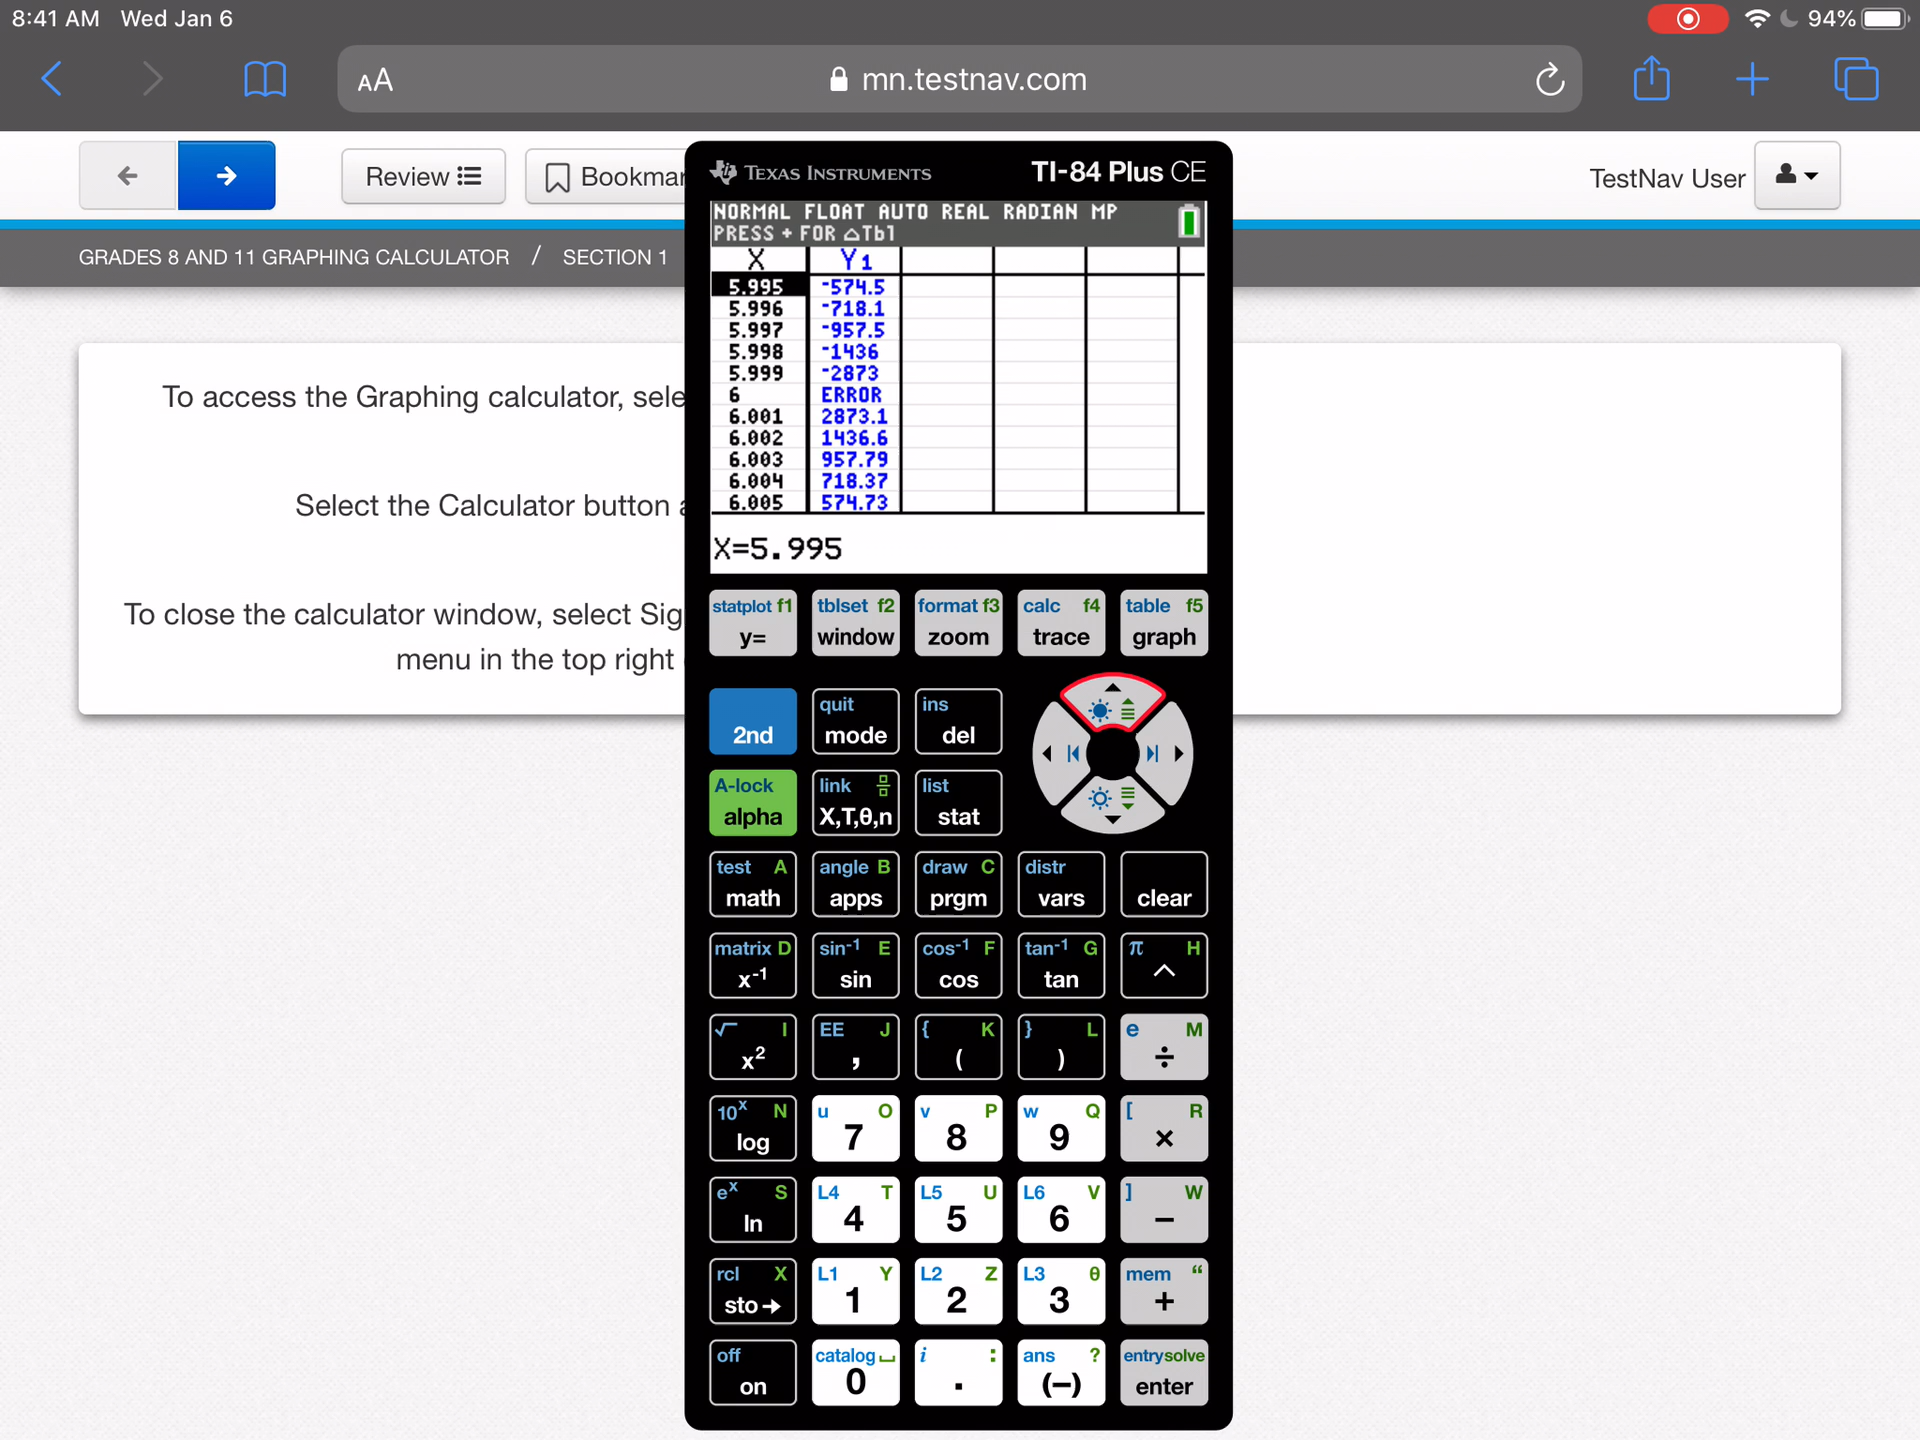 8:41 AM Wed Jan 6
94%
AA
mn.testnav.com
Review
Bookmar
TestNav User
GRADES 8 AND 11 GRAPHING CALCULATOR / SECTION 1
To access the Graphing calculator, sele
Select the Calculator button a
To close the calculator window, select Sig
menu in the top right
TEXAS INSTRUMENTS TI-84 Plus CE
NORMAL FLOAT AUTO REAL RADIAN MP
PRESS + FOR △Tbl
X Y1
5.995 -574.5
5.996 -718.1
5.997 -957.5
5.998 -1436
5.999 -2873
6 ERROR
6.001 2873.1
6.002 1436.6
6.003 957.79
6.004 718.37
6.005 574.73
X=5.995
statplot f1 tblset f2 format f3 calc f4 table f5
y= window zoom trace graph
quit ins
2nd mode del
A-lock link list
alpha X,T,θ,n stat
test A angle B draw C distr
math apps prgm vars clear
matrix D sin⁻¹ E cos⁻¹ F tan⁻¹ G π H
x⁻¹ sin cos tan ^
√ I EE J { K } L e M
x² , ( ) ÷
10ˣ N u O v P w Q [ R
log 7 8 9 ×
eˣ S L4 T L5 U L6 V ] W
ln 4 5 6 −
rcl X L1 Y L2 Z L3 θ mem “
sto→ 1 2 3 +
off catalog i : ans ? entry solve
on 0 . (−) enter